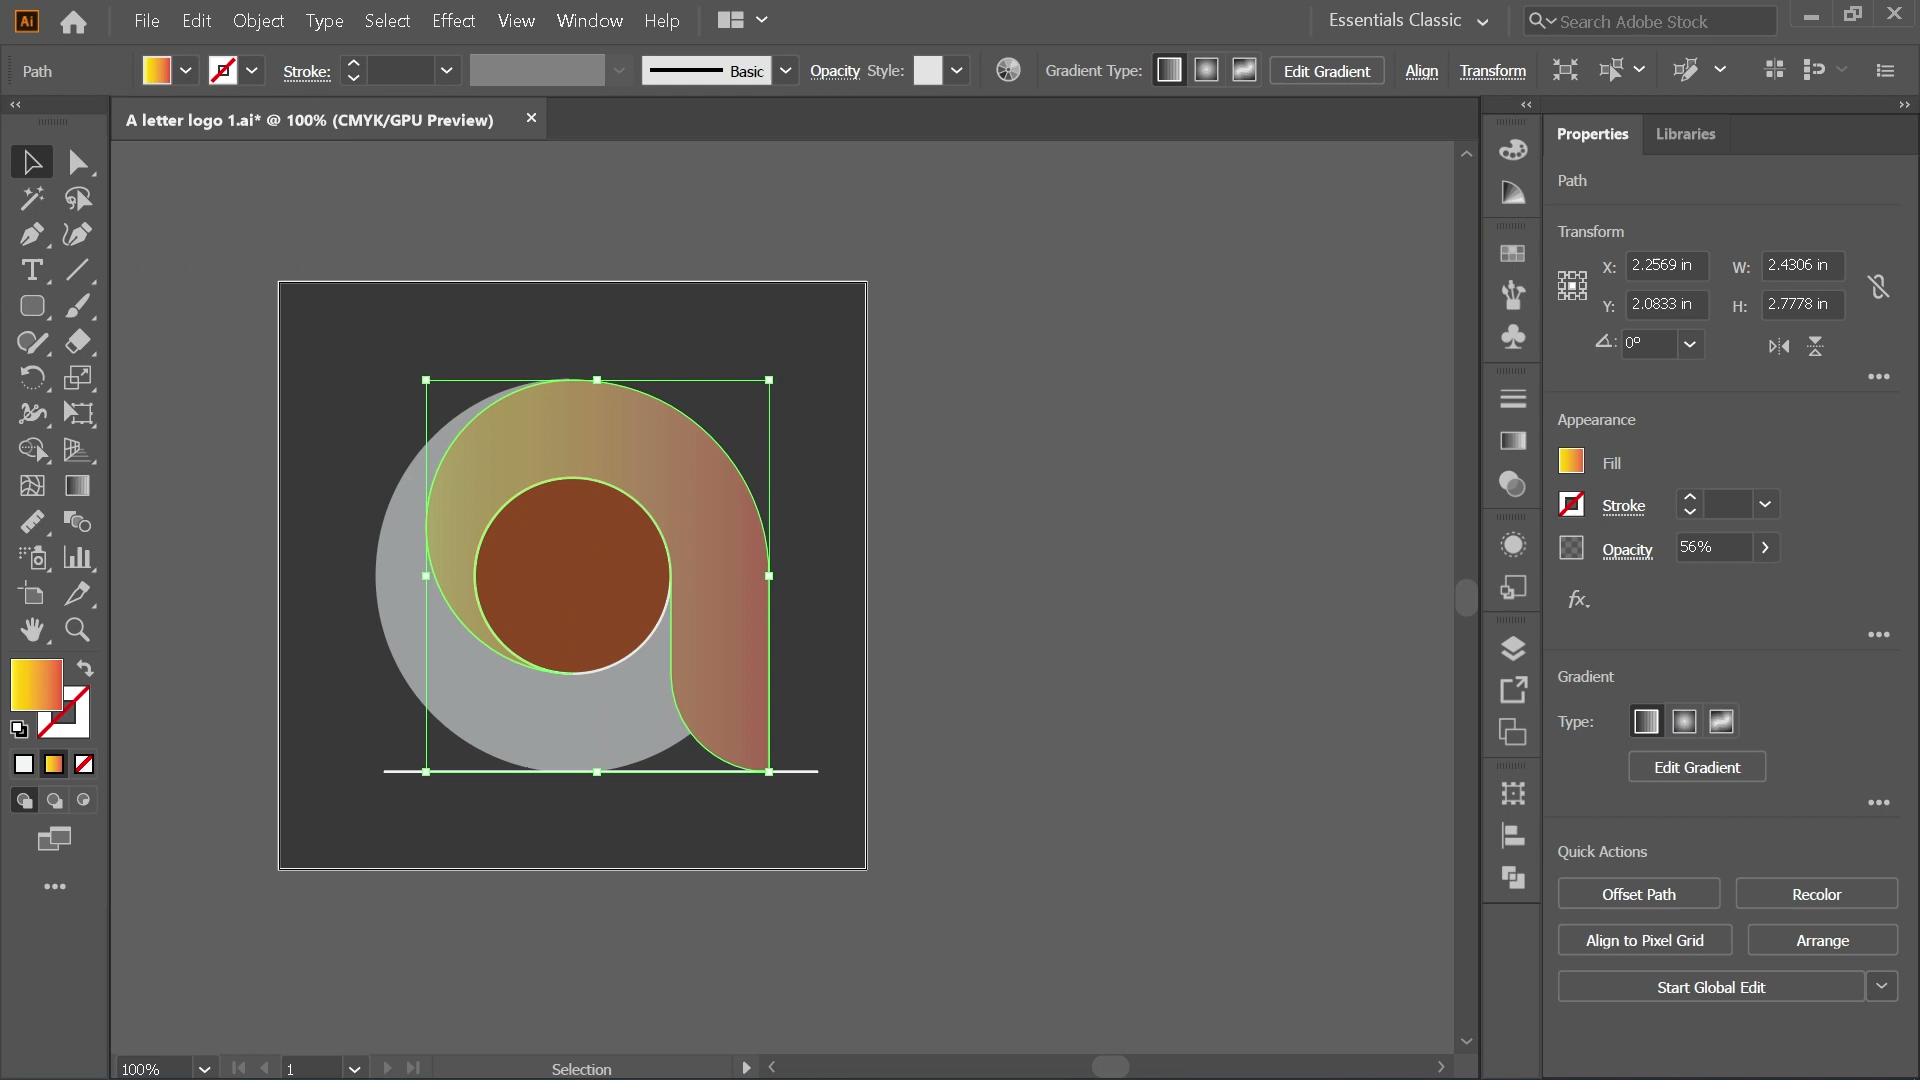 Ai File Edit Object Type Select Effect View Window Help Essentials Classic Search Adobe Stock
Path Stroke: Basic Opacity Style: Gradient Type: Edit Gradient Align Transform
A letter logo 1.ai* @ 100% (CMYK/GPU Preview)
Properties Libraries
Path
Transform
X: 2.2569 in W: 2.4306 in
Y: 2.0833 in H: 2.7778 in
0°
Appearance
Fill
Stroke
Opacity 56%
fx.
Gradient
Type:
Edit Gradient
Quick Actions
Offset Path Recolor
Align to Pixel Grid Arrange
Start Global Edit
100% 1 Selection